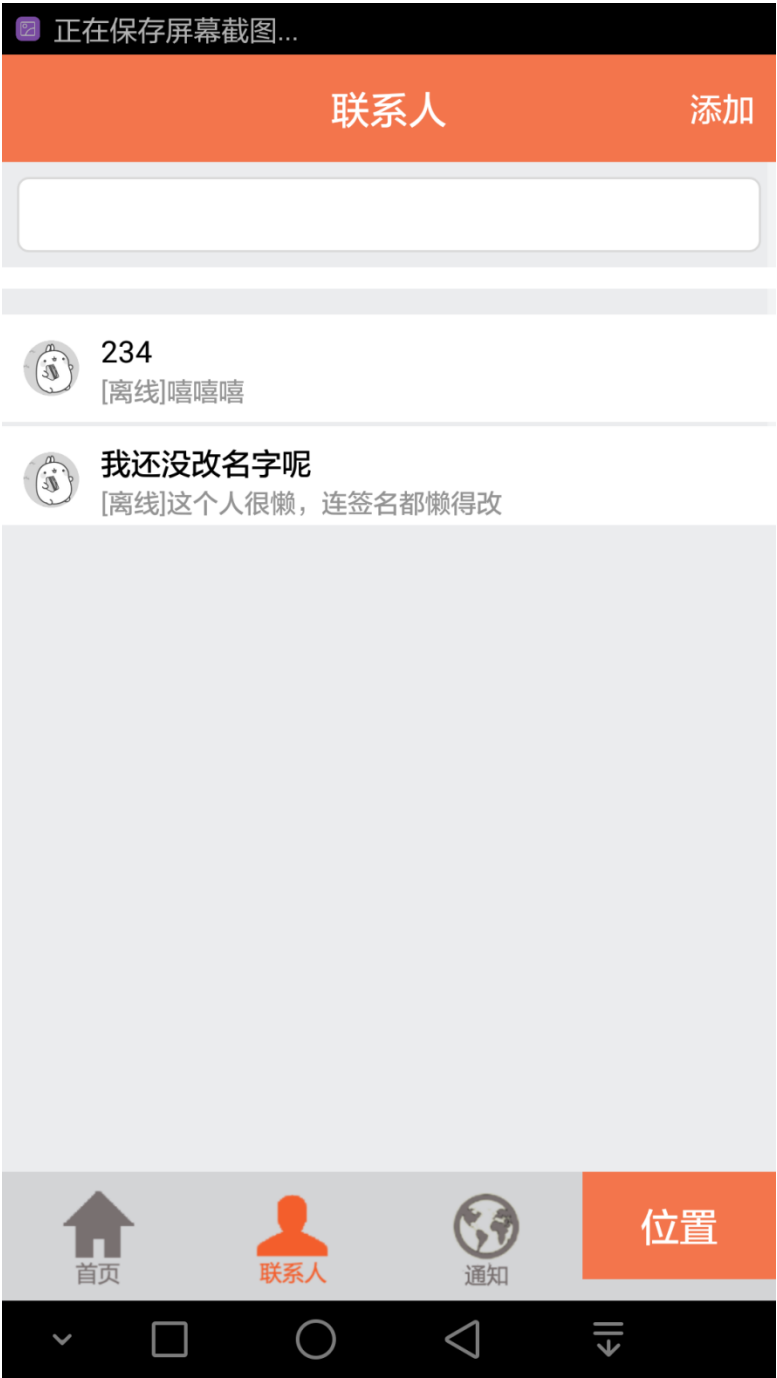 正在保存屏幕截图...
联系人
添加
234
[离线]嘻嘻嘻
我还没改名字呢
[离线]这个人很懒，连签名都懒得改
首页
联系人
通知
位置